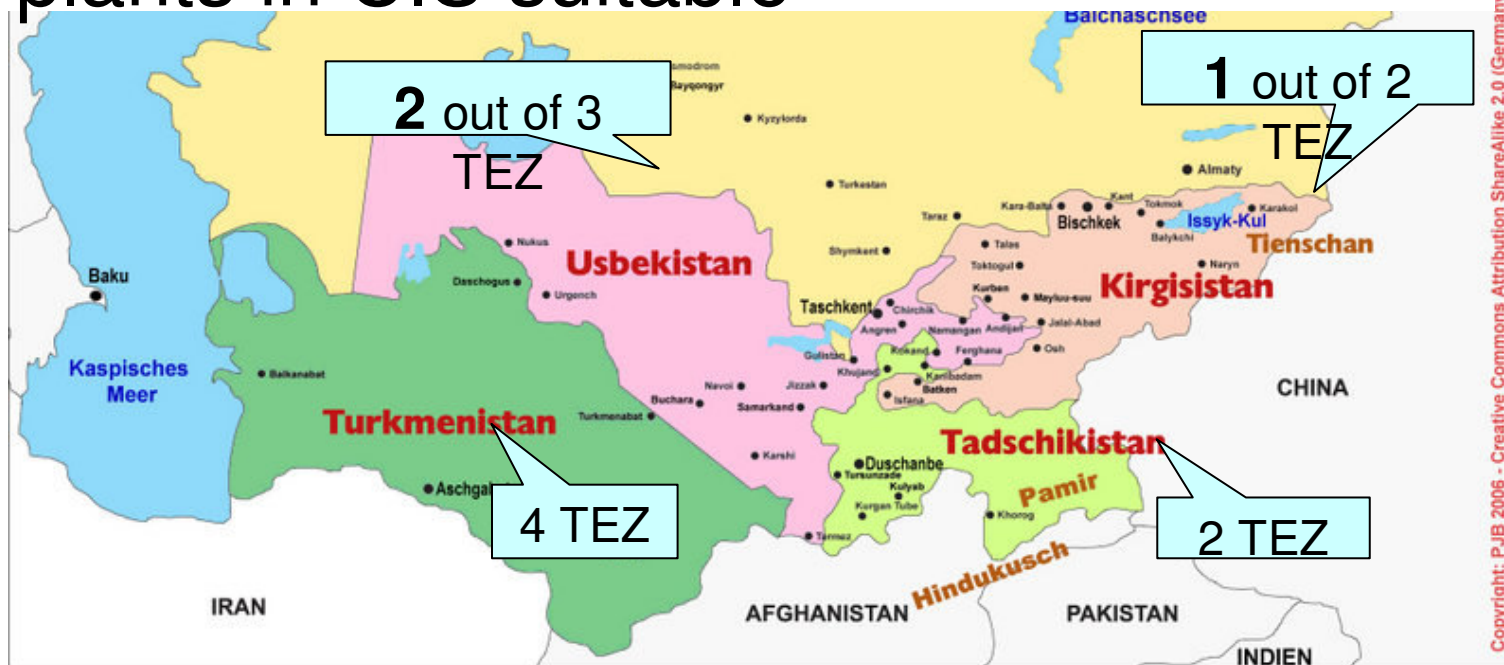 plants in C.S suitable
Balchaschsee
2 out of 3
TEZ
1 out of 2
TEZ
smodrom
Bayqongyr
Kyzylorda
Almaty
Turkestan
Taraz
Kara-Balta
Kant
Tokmok
Bischkek
Issyk-Kul
Karakol
Balykchi
Tienschan
Nukus
Usbekistan
Shymkent
Talas
Toktogul
Naryn
Kirgisistan
Baku
Daschogus
Urgench
Kurben
Mayluu-suu
Taschkent
Chirchik
Angren
Namangan
Andijan
Jalal-Abad
Gulistan
Kokand
Ferghana
Osh
Kaspisches
Meer
Balkanabat
Khujand
Kanibadam
Batken
Isfana
CHINA
Navoi
Jizzak
Buchara
Samarkand
Turkmenistan
Turkmenabat
Karshi
Tadschikistan
Duschanbe
Tursunzade
Kulyab
Kurgan Tube
Pamir
Khorog
Aschgab
4 TEZ
2 TEZ
Termez
Hindukusch
IRAN
AFGHANISTAN
PAKISTAN
INDIEN
Copyright: PJB 2006 - Creative Commons Attribution ShareAlike 2.0 (Germany